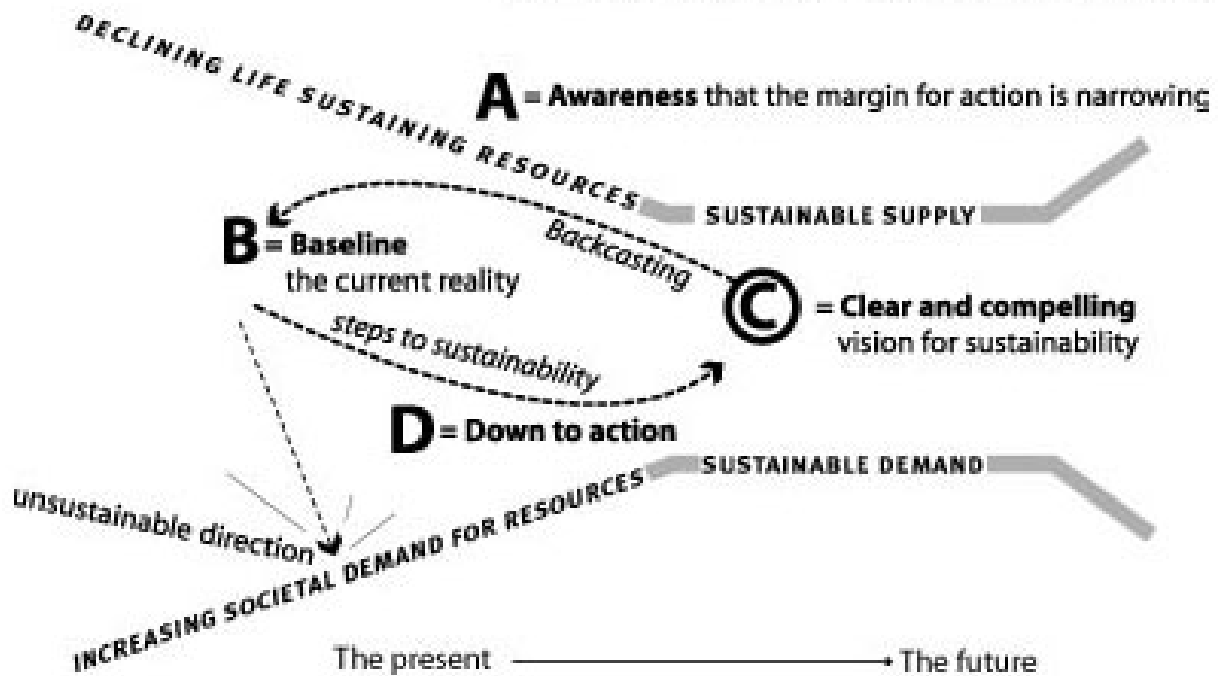 DECLINING LIFE SUSTAINING RESOURCES
A = Awareness that the margin for action is narrowing
SUSTAINABLE SUPPLY
Backcasting
B = Baseline
the current reality
C = Clear and compelling
vision for sustainability
steps to sustainability
D = Down to action
SUSTAINABLE DEMAND
unsustainable direction
INCREASING SOCIETAL DEMAND FOR RESOURCES
The present
The future